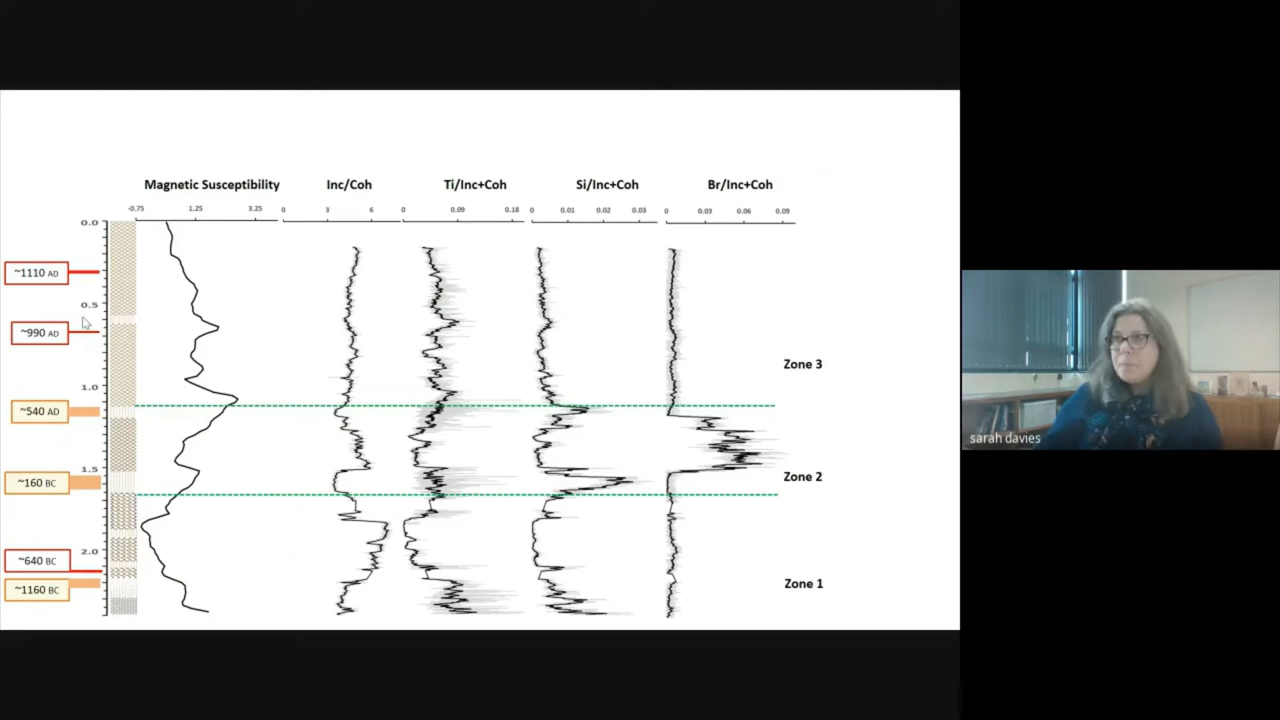 Magnetic Susceptibility Inc/Coh Ti/Inc+Coh Si/Inc+Coh Br/Inc+Coh
-0.75 1.25 3.25 0 3 6 0 0.09 0.18 0 0.01 0.02 0.03 0 0.03 0.06 0.09
0.0
~1110 AD
0.5
~990 AD
Zone 3
1.0
~540 AD
1.5
Zone 2
~160 BC
2.0
~640 BC
Zone 1
~1160 BC
sarah davies